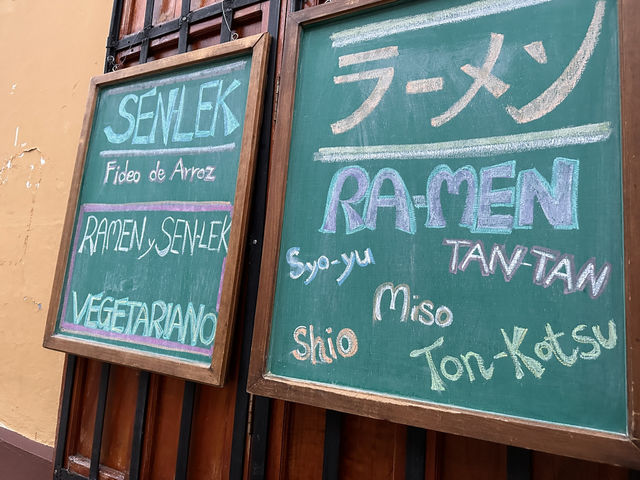 SEN-LEK
Fideo de Arroz
RAMEN y SEN-LEK
VEGETARIANO
ラーメン
RA-MEN
Syo-yu
TAN-TAN
Miso
Shio
Ton-Kotsu